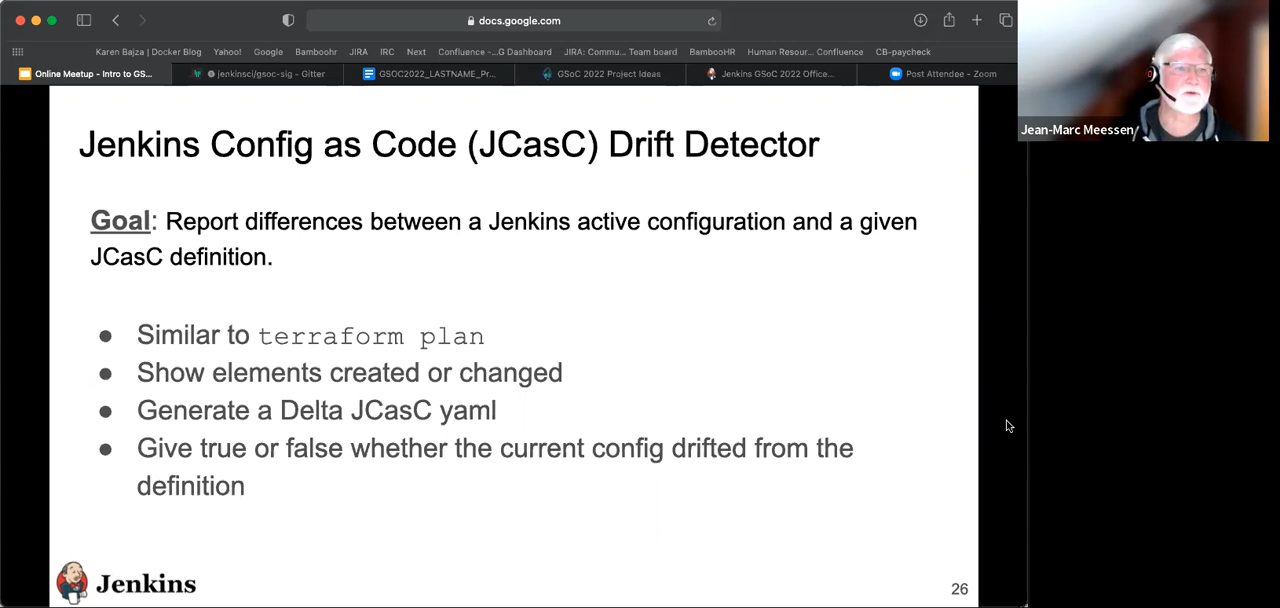 docs.google.com
Karen Bajza | Docker Blog Yahoo! Google Bamboohr JIRA IRC Next Confluence -...G Dashboard JIRA: Commu... Team board BambooHR Human Resour... Confluence CB-paycheck
Online Meetup - Intro to GS... jenkinsci/gsoc-sig - Gitter GSOC2022_LASTNAME_Pr... GSoC 2022 Project Ideas Jenkins GSoC 2022 Office... Post Attendee - Zoom
Jean-Marc Meessen
Jenkins Config as Code (JCasC) Drift Detector
Goal: Report differences between a Jenkins active configuration and a given
JCasC definition.
● Similar to terraform plan
● Show elements created or changed
● Generate a Delta JCasC yaml
● Give true or false whether the current config drifted from the
definition
Jenkins
26